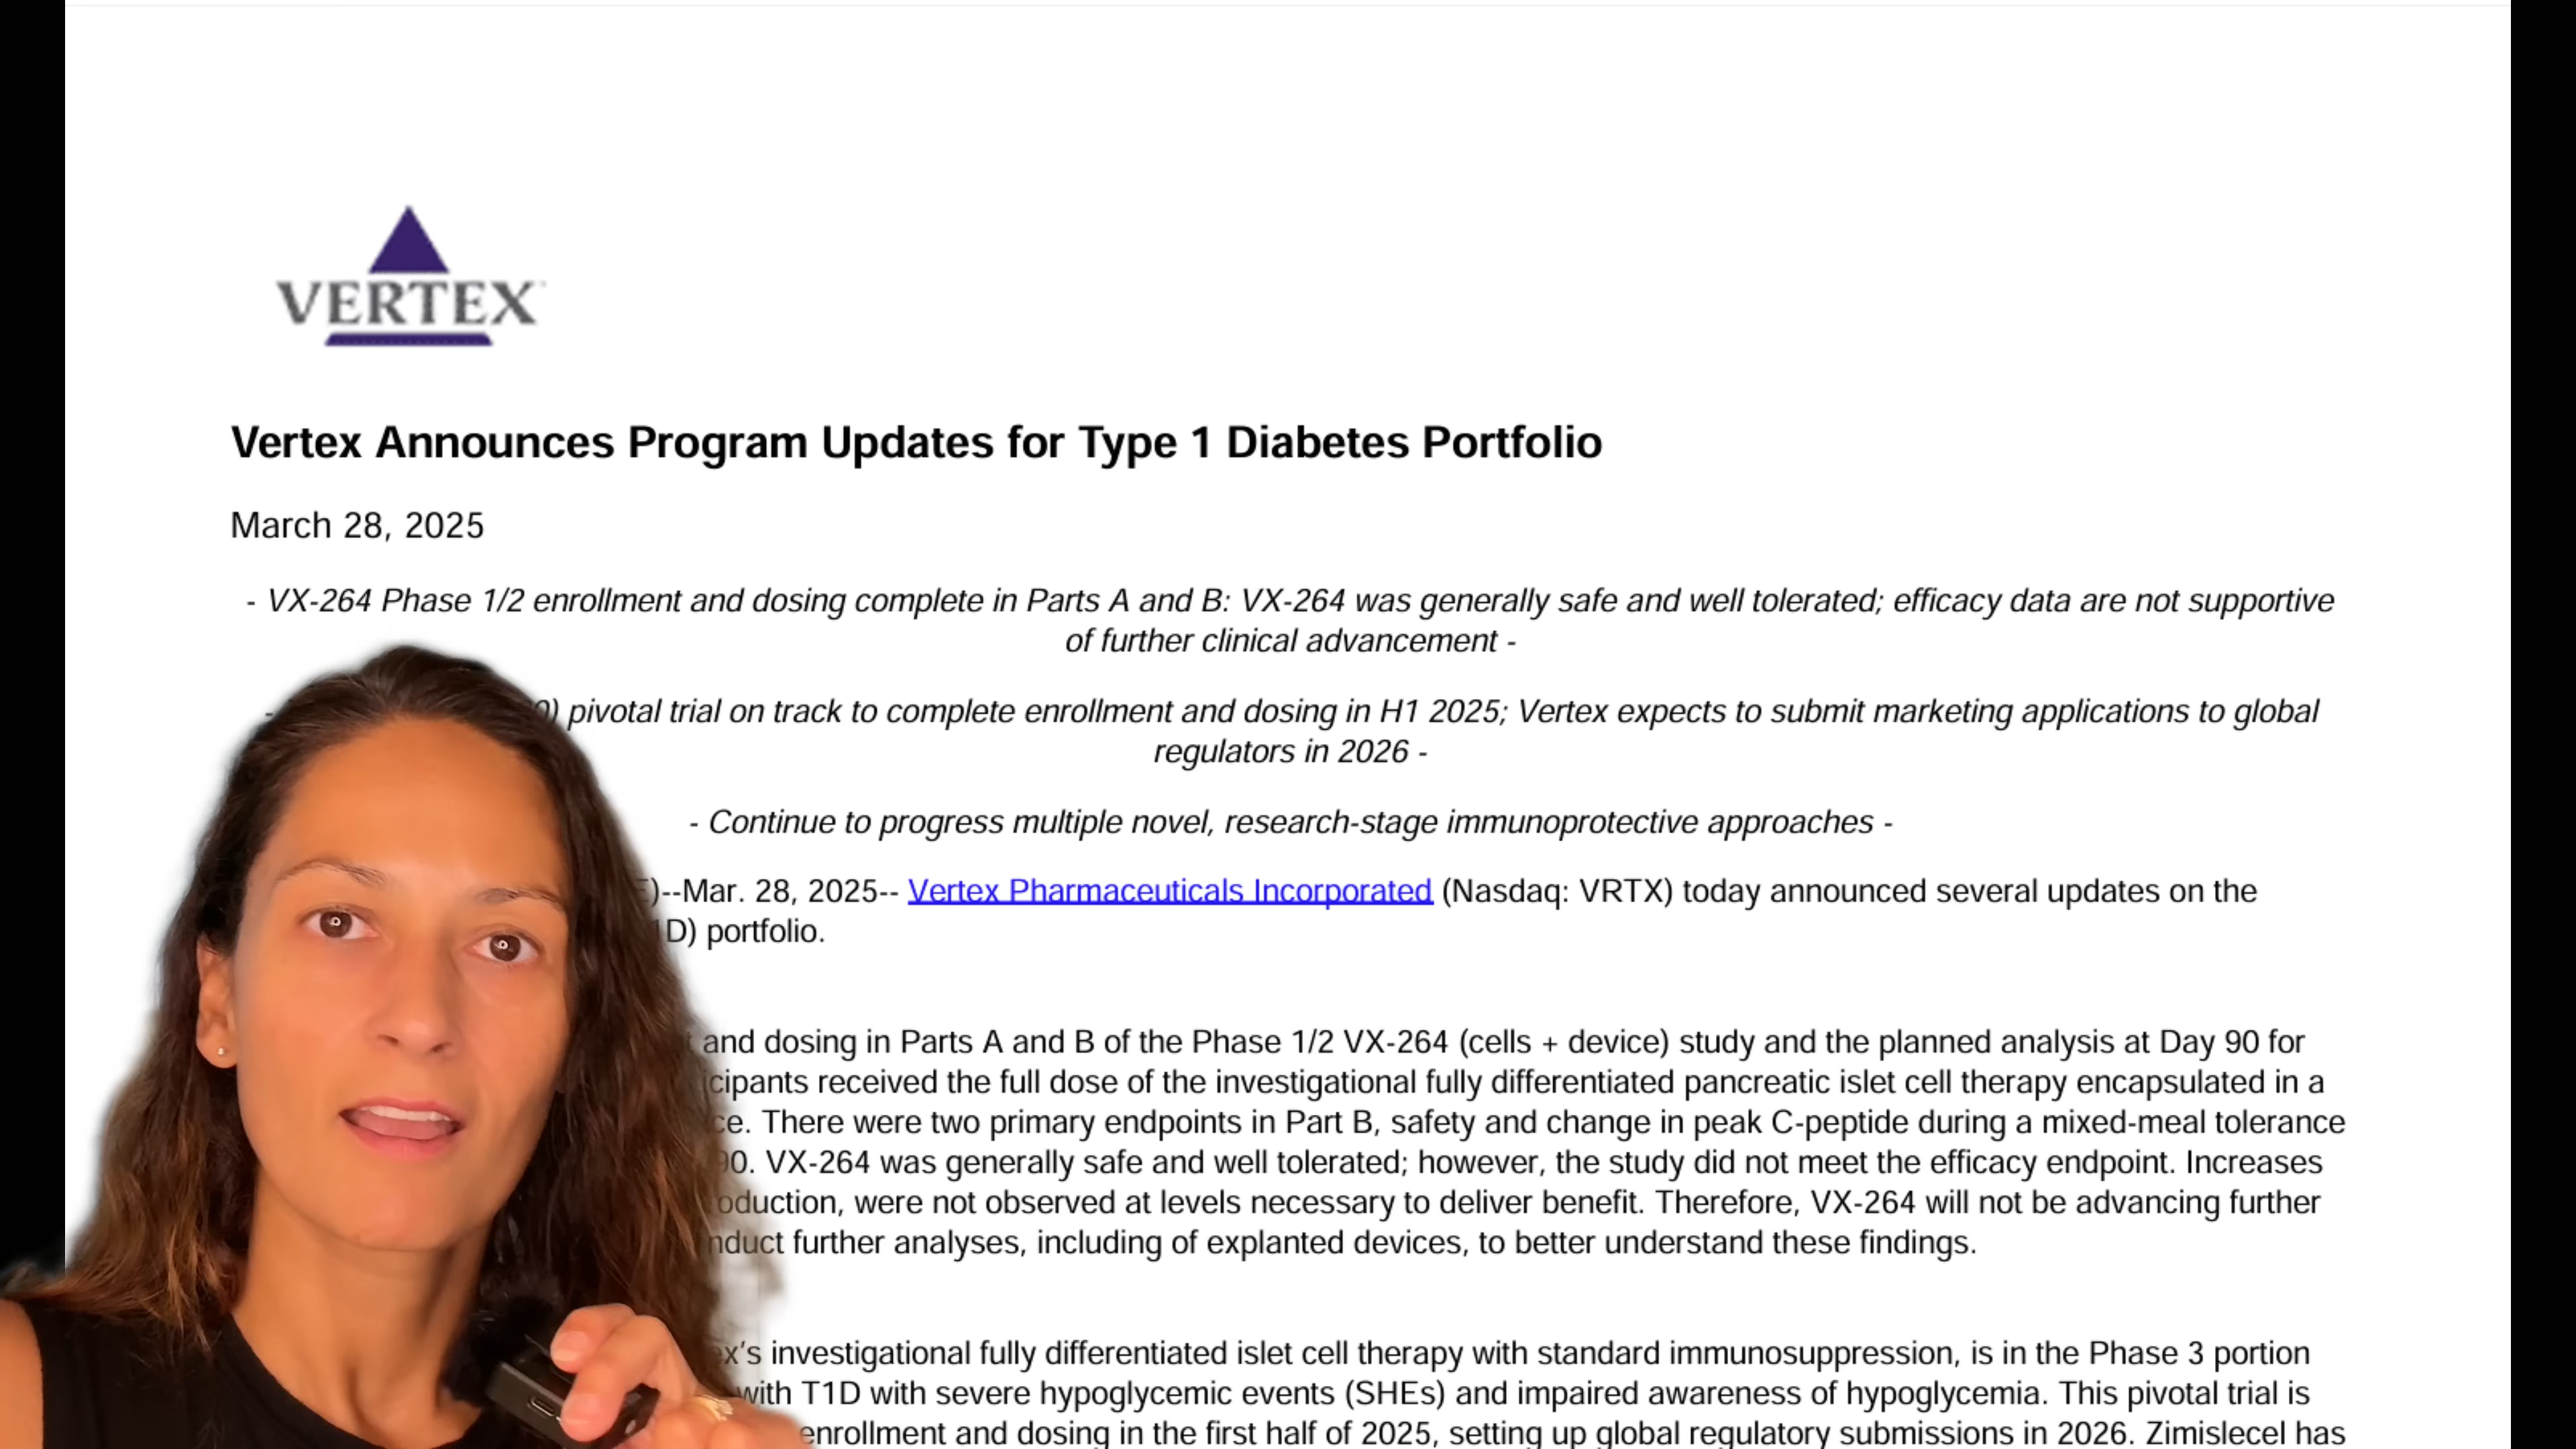 VERTEX
Vertex Announces Program Updates for Type 1 Diabetes Portfolio
March 28, 2025
- VX-264 Phase 1/2 enrollment and dosing complete in Parts A and B: VX-264 was generally safe and well tolerated; efficacy data are not supportive
of further clinical advancement -
- 0) pivotal trial on track to complete enrollment and dosing in H1 2025; Vertex expects to submit marketing applications to global
regulators in 2026 -
- Continue to progress multiple novel, research-stage immunoprotective approaches -
)--Mar. 28, 2025-- Vertex Pharmaceuticals Incorporated (Nasdaq: VRTX) today announced several updates on the
1D) portfolio.
and dosing in Parts A and B of the Phase 1/2 VX-264 (cells + device) study and the planned analysis at Day 90 for
icipants received the full dose of the investigational fully differentiated pancreatic islet cell therapy encapsulated in a
ce. There were two primary endpoints in Part B, safety and change in peak C-peptide during a mixed-meal tolerance
90. VX-264 was generally safe and well tolerated; however, the study did not meet the efficacy endpoint. Increases
oduction, were not observed at levels necessary to deliver benefit. Therefore, VX-264 will not be advancing further
nduct further analyses, including of explanted devices, to better understand these findings.
ex's investigational fully differentiated islet cell therapy with standard immunosuppression, is in the Phase 3 portion
with T1D with severe hypoglycemic events (SHEs) and impaired awareness of hypoglycemia. This pivotal trial is
enrollment and dosing in the first half of 2025, setting up global regulatory submissions in 2026. Zimislecel has